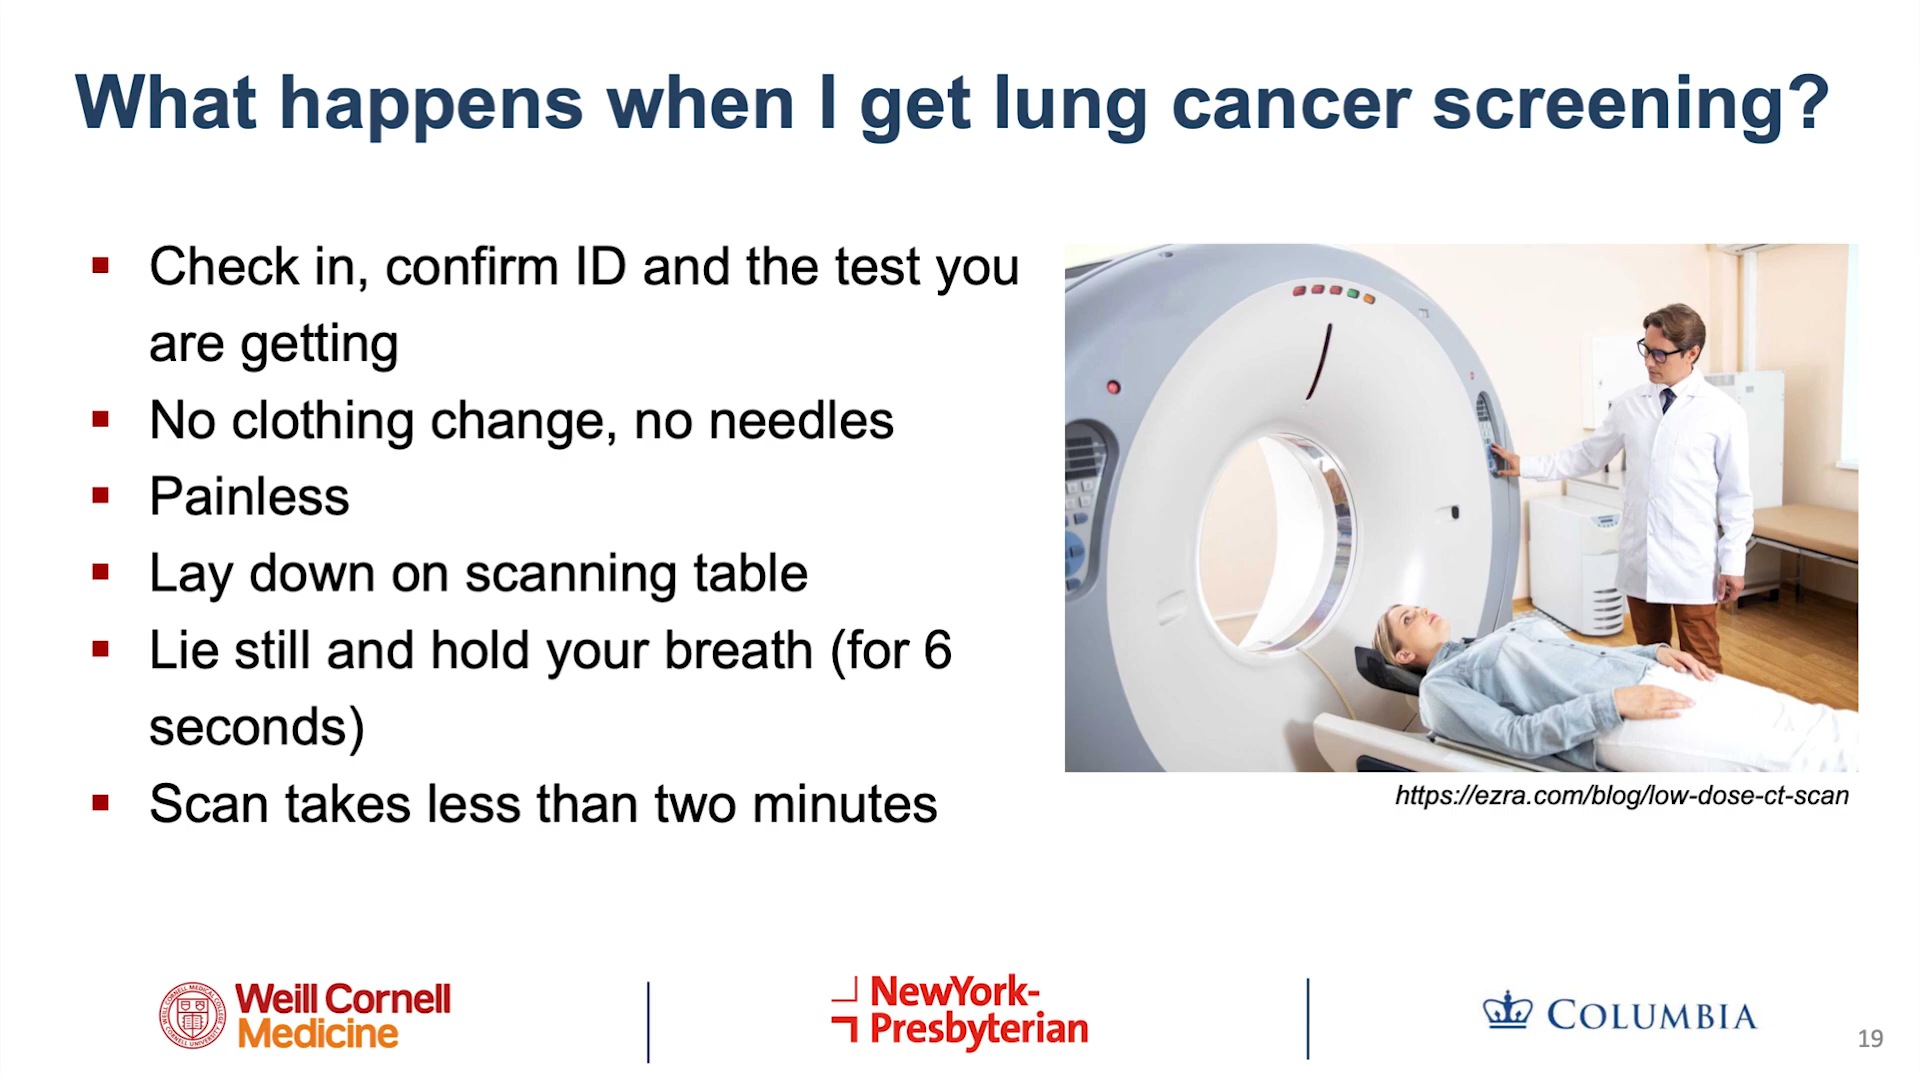 What happens when I get lung cancer screening?
Check in, confirm ID and the test you
are getting
No clothing change, no needles
Painless
Lay down on scanning table
Lie still and hold your breath (for 6
seconds)
Scan takes less than two minutes
https://ezra.com/blog/low-dose-ct-scan
Weill Cornell
Medicine
NewYork-
Presbyterian
COLUMBIA
19